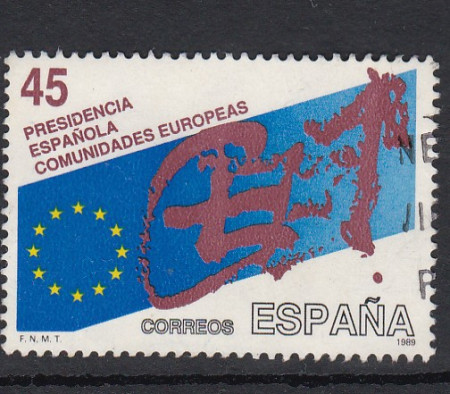 45
PRESIDENCIA
ESPAÑOLA
COMUNIDADES EUROPEAS
CORREOS ESPAÑA
F. N. M. T. 1989